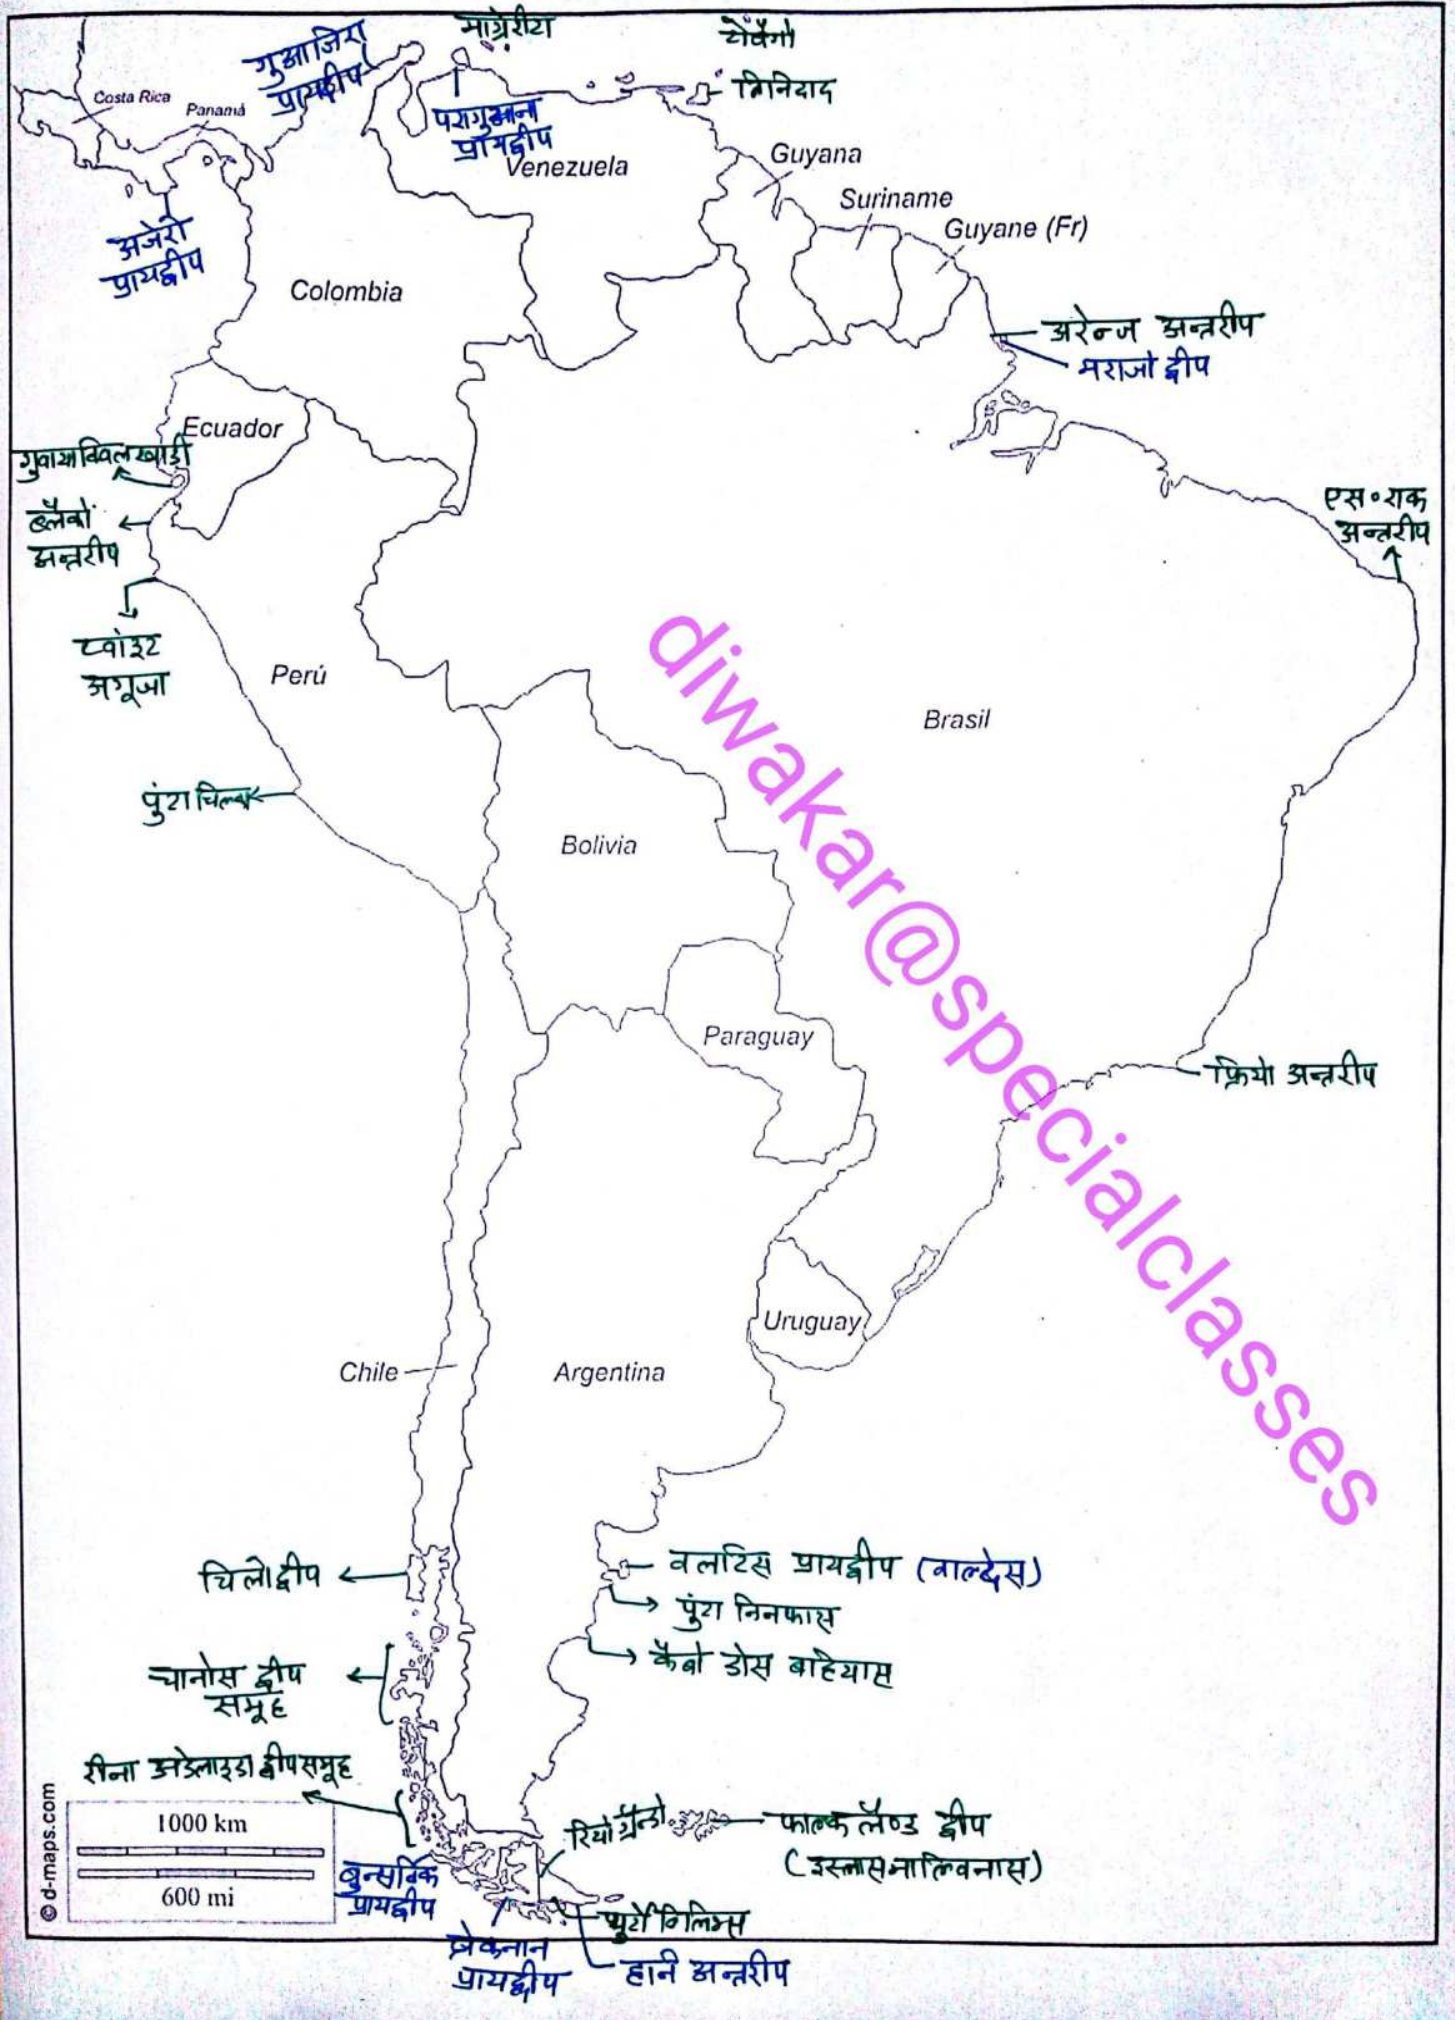 मार्ग्रेरीटा
टोबैगो
गुआजिरा
प्रायद्वीप
त्रिनिदाद
Costa Rica
Panamá
परागुआना
प्रायद्वीप
Venezuela
Guyana
Suriname
Guyane (Fr)
अजेरो
प्रायद्वीप
Colombia
अरेन्ज अन्तरीप
मराजो द्वीप
Ecuador
खाड़ी
ब्लैको
अन्तरीप
एस॰राक
अन्तरीप
प्वाइंट
अगूजा
Perú
Brasil
diwakar@specialclasses
पुंटा
Bolivia
Paraguay
फ्रियो अन्तरीप
Uruguay
Chile
Argentina
चिलोद्वीप
वलटिस प्रायद्वीप (वाल्देस)
पुंटा निनफास
कैबो डोस बाहियास
चानोस द्वीप
समूह
रीना अडेलाइडा द्वीपसमूह
1000 km
600 mi
© d-maps.com
रियो ग्रैन्डो
फाल्कलैण्ड द्वीप
(इस्लास माल्विनास)
ब्रुन्सविक
प्रायद्वीप
प्यूर्टो विलिम्स
ब्रेकनान
प्रायद्वीप
हार्न अन्तरीप